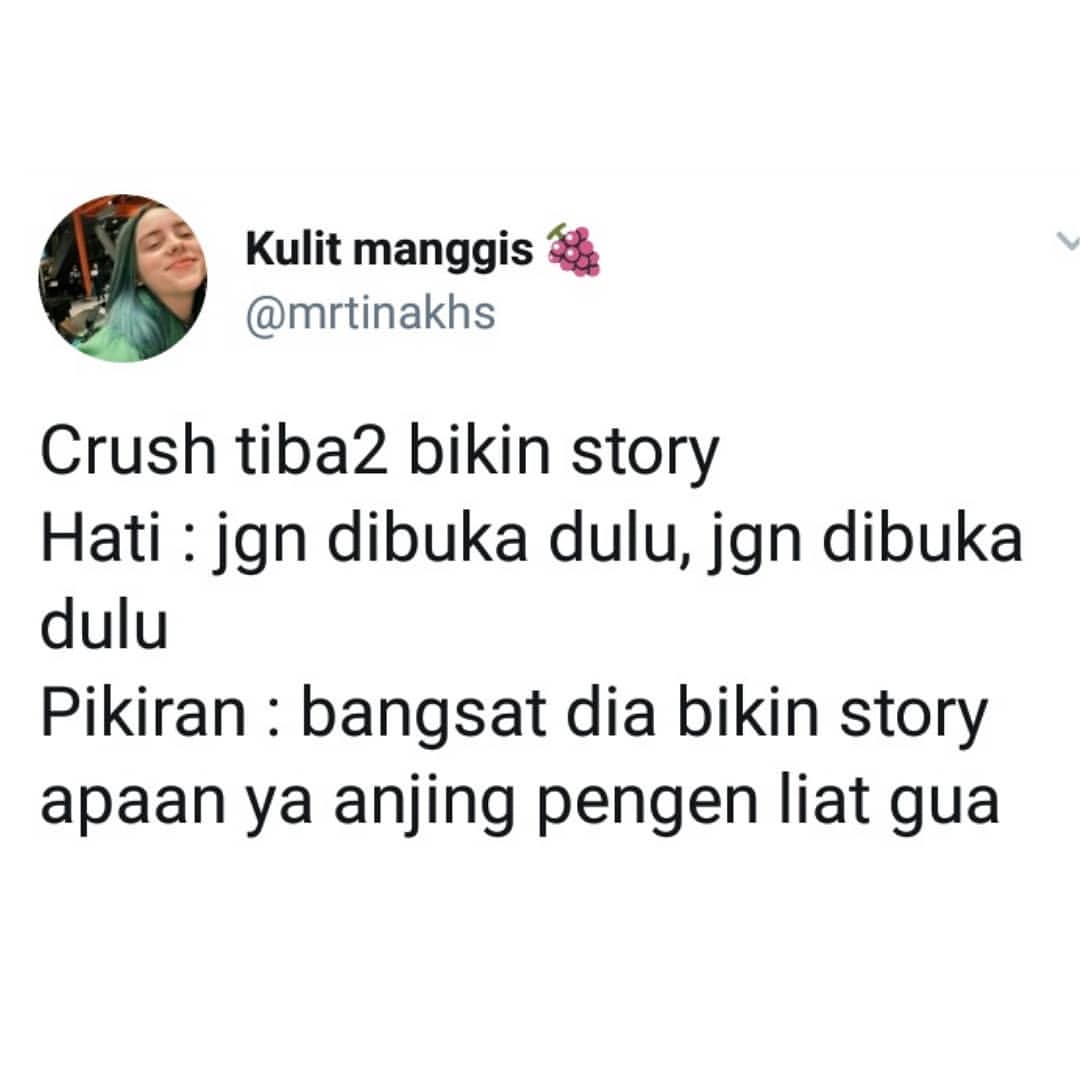 Kulit manggis 🍇
@mrtinakhs
Crush tiba2 bikin story
Hati : jgn dibuka dulu, jgn dibuka
dulu
Pikiran : bangsat dia bikin story
apaan ya anjing pengen liat gua